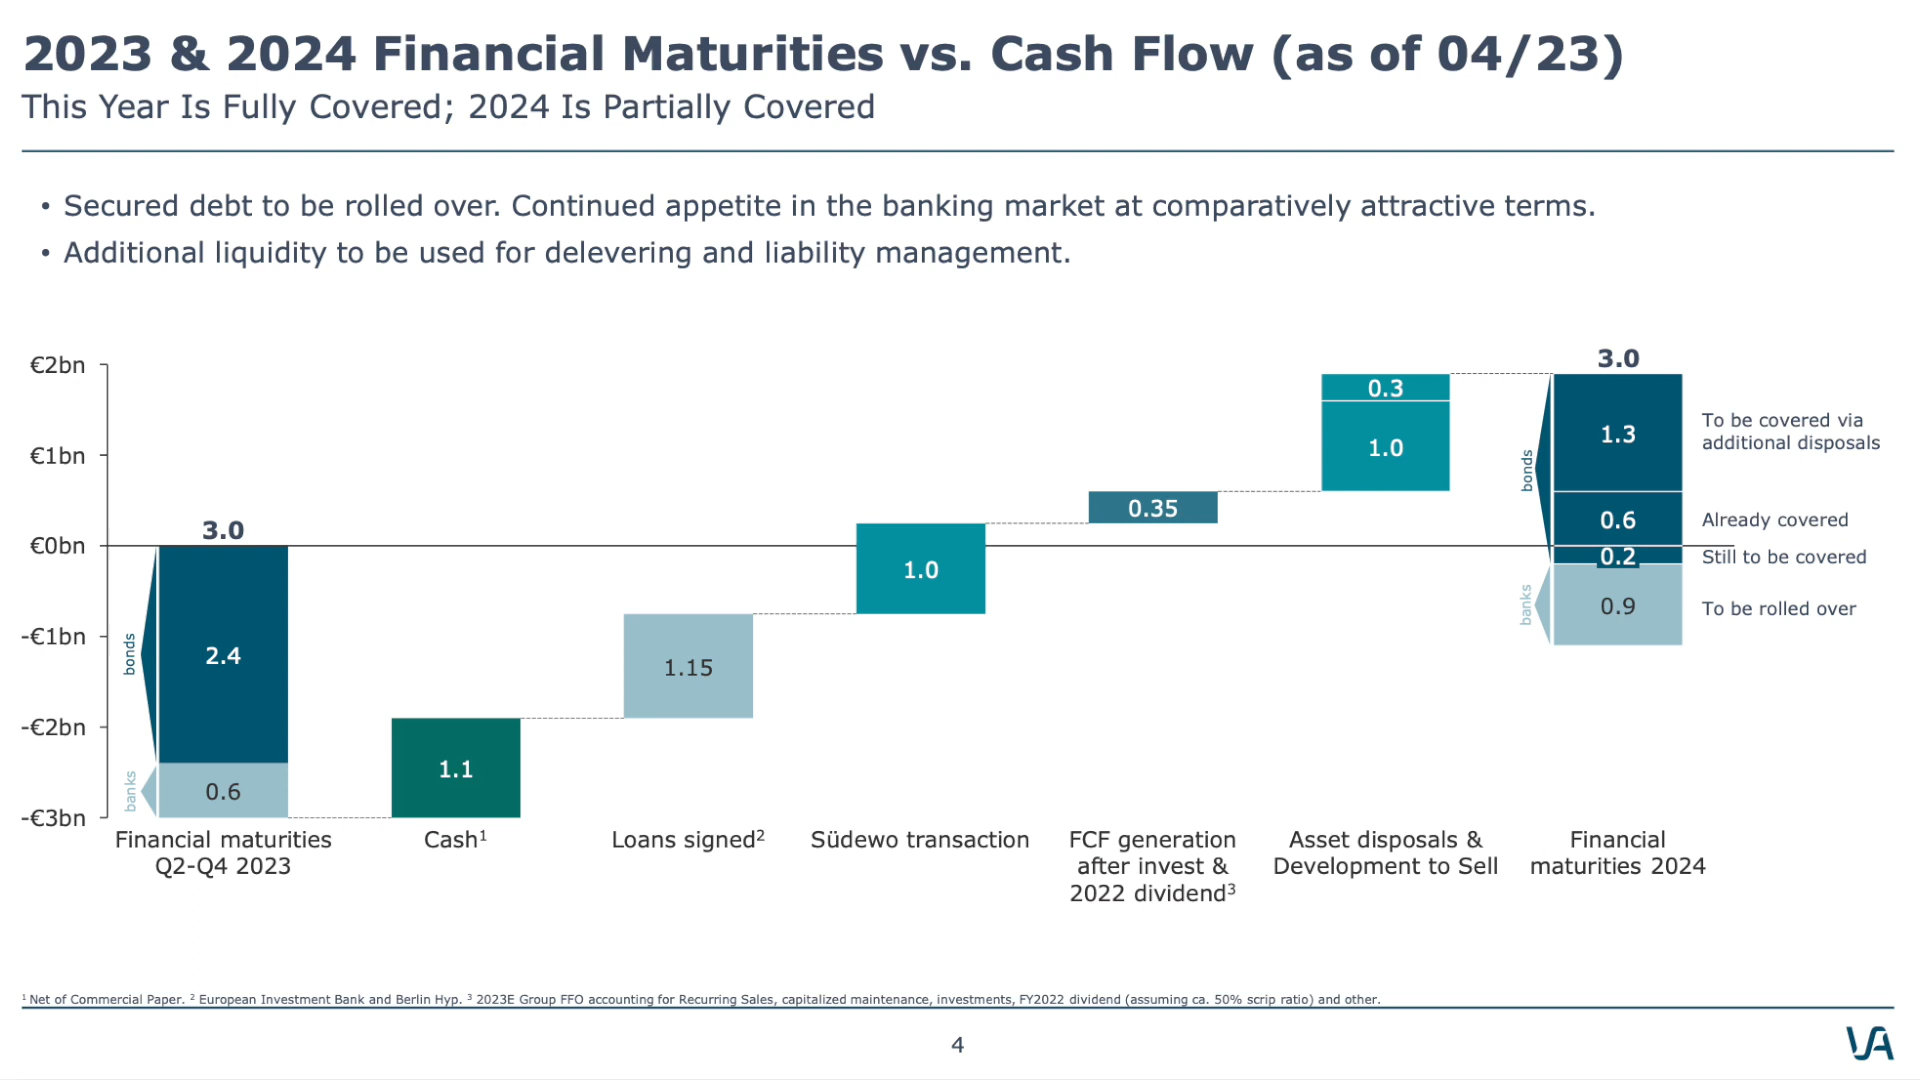 2023 & 2024 Financial Maturities vs. Cash Flow (as of 04/23)
This Year Is Fully Covered; 2024 Is Partially Covered
• Secured debt to be rolled over. Continued appetite in the banking market at comparatively attractive terms.
• Additional liquidity to be used for delevering and liability management.
€2bn
€1bn
€0bn
-€1bn
-€2bn
-€3bn
3.0
bonds
2.4
banks
0.6
1.1
1.15
1.0
0.35
0.3
1.0
3.0
bonds
1.3
To be covered via
additional disposals
0.6
Already covered
0.2
Still to be covered
banks
0.9
To be rolled over
Financial maturities
Q2-Q4 2023
Cash¹
Loans signed²
Südewo transaction
FCF generation
after invest &
2022 dividend³
Asset disposals &
Development to Sell
Financial
maturities 2024
¹ Net of Commercial Paper. ² European Investment Bank and Berlin Hyp. ³ 2023E Group FFO accounting for Recurring Sales, capitalized maintenance, investments, FY2022 dividend (assuming ca. 50% scrip ratio) and other.
4
VA